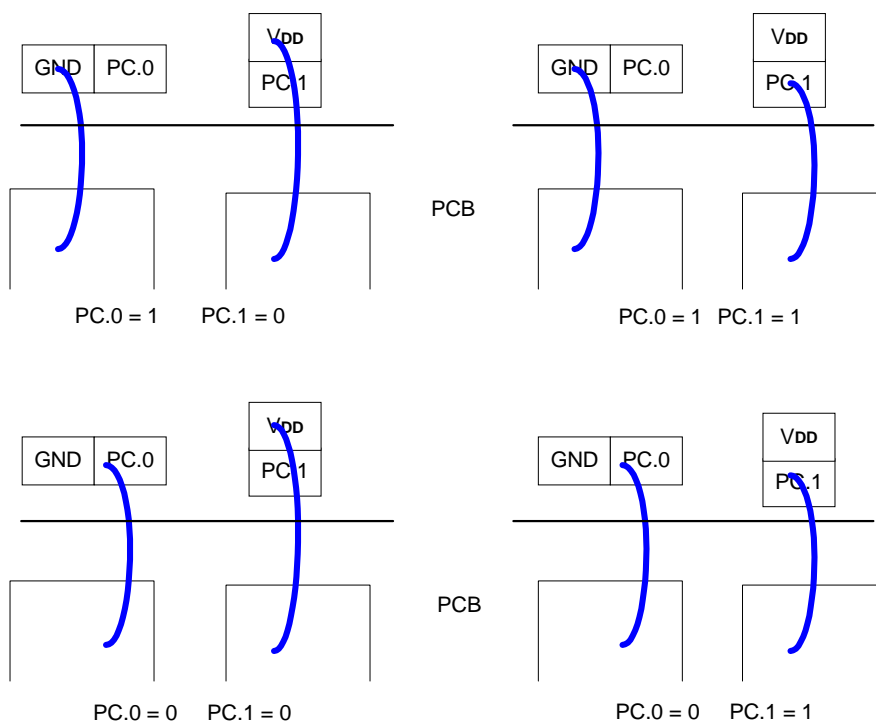 VDD
VDD
GND PC.0
GND PC.0
PC.1
PC.1
PCB
PC.0 = 1 PC.1 = 0
PC.0 = 1 PC.1 = 1
VDD
VDD
GND PC.0
GND PC.0
PC.1
PC.1
PCB
PC.0 = 0 PC.1 = 0
PC.0 = 0 PC.1 = 1